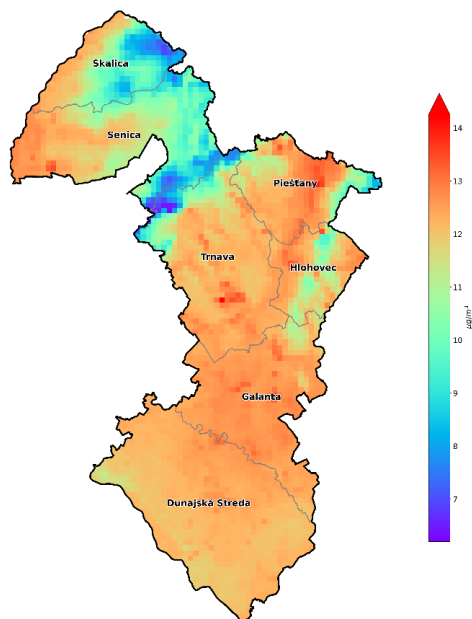 Skalica
Senica
Piešťany
Trnava
Hlohovec
Galanta
Dunajská Streda
14
13
12
11
10
9
8
7
µg/m³